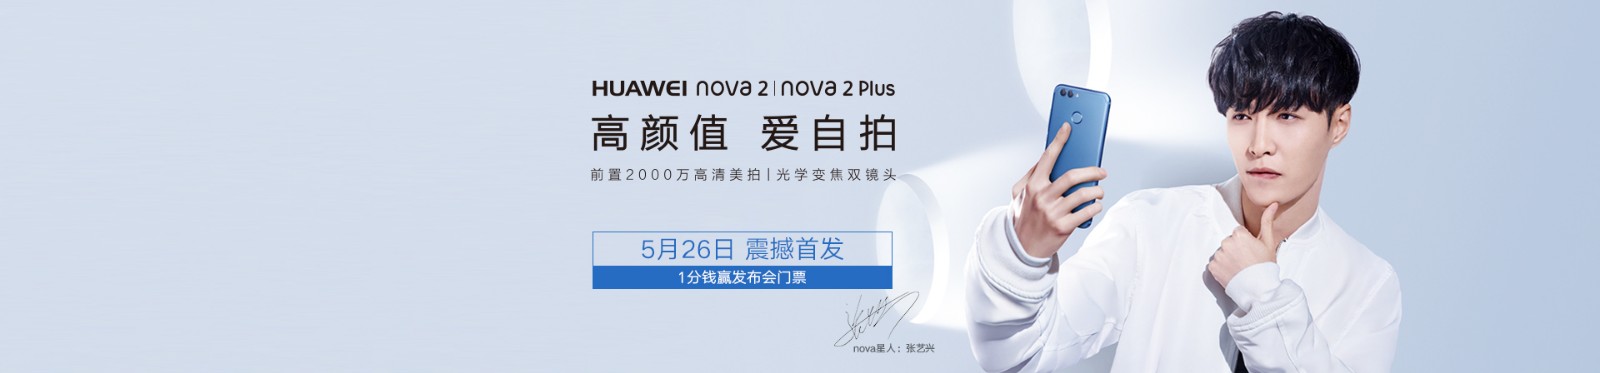 HUAWEI nova 2 | nova 2 Plus
高颜值 爱自拍
前置2000万高清美拍|光学变焦双镜头
5月26日 震撼首发
1分钱赢发布会门票
nova星人：张艺兴